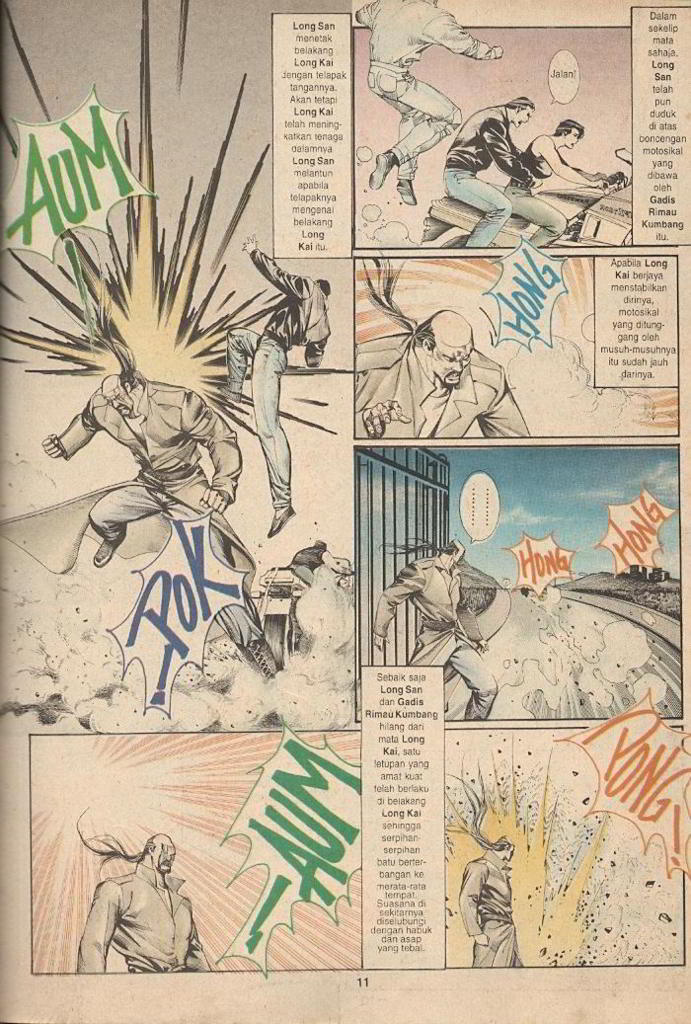 Long San
menetak
belakang
Long Kai
dengan telapak
tangannya.
Akan tetapi
Long Kai
telah mening-
katkan tenaga
dalamnya
Long San
melantun
apabila
telapaknya
mengenai
belakang
Long
Kai itu.
AUM
POK!
Dalam
sekelip
mata
sahaja,
Long
San
telah
pun
duduk
di atas
boncengan
motosikal
yang
dibawa
oleh
Gadis
Rimau
Kumbang
itu.
Jalan!
HONG
Apabila Long
Kai berjaya
menstabilkan
dirinya,
motosikal
yang ditung-
gang oleh
musuh-musuhnya
itu sudah jauh
darinya.
HONG
HONG
Sebaik saja
Long San
dan Gadis
Rimau Kumbang
hilang dari
mata Long
Kai, satu
letupan yang
amat kuat
telah berlaku
di belakang
Long Kai
sehingga
serpihan-
serpihan
batu berter-
bangan ke
merata-rata
tempat.
Suasana di
sekitarnya
diselubungi
dengan habuk
dan asap
yang tebal.
AUM
PONG!
11